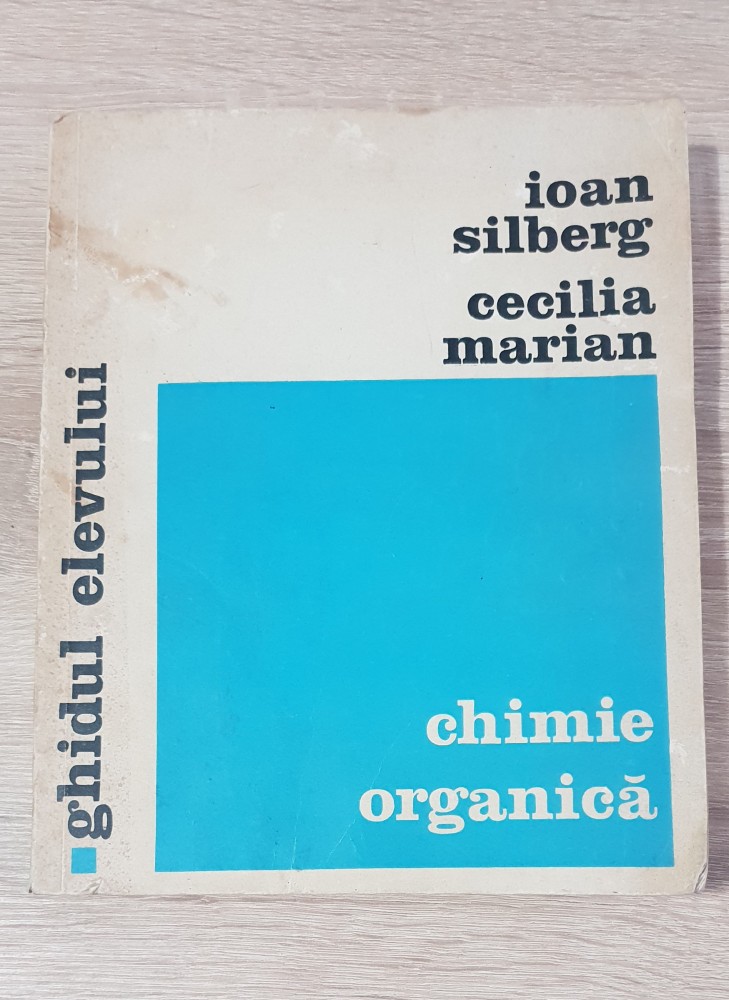 ioan
silberg
cecilia
marian
ghidul elevului
chimie
organică